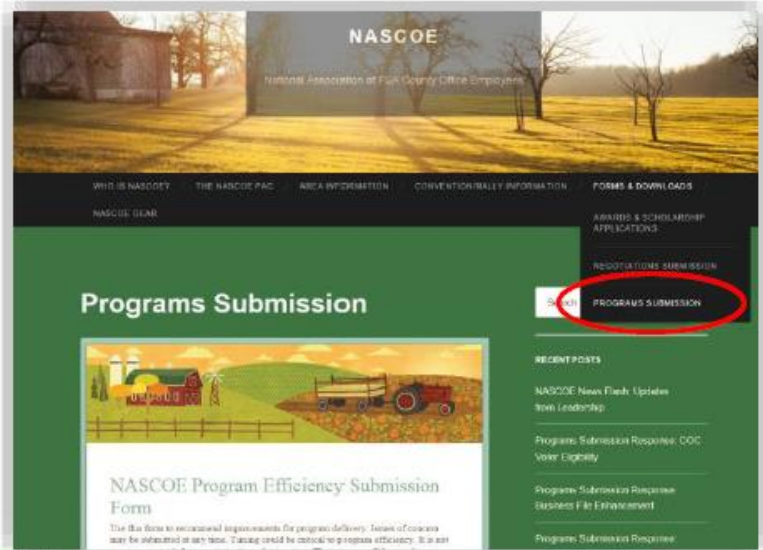 NASCOE
National Association of FSA County Office Employees
WHO IS NASCOE?
THE NASCOE PAC
AREA INFORMATION
CONVENTION/RALLY INFORMATION
FORMS & DOWNLOADS
NASCOE GEAR
AWARDS & SCHOLARSHIP
APPLICATIONS
NEGOTIATIONS SUBMISSION
PROGRAMS SUBMISSION
Programs Submission
Search
RECENT POSTS
NASCOE News Flash: Updates
from Leadership
Programs Submission Response: COC
Voter Eligibility
Programs Submission Response:
Business File Enhancement
Programs Submission Response:
NASCOE Program Efficiency Submission
Form
Use this form to recommend improvements for program delivery. Issues of concern
may be submitted at any time. Timing could be critical to program efficiency. It is not